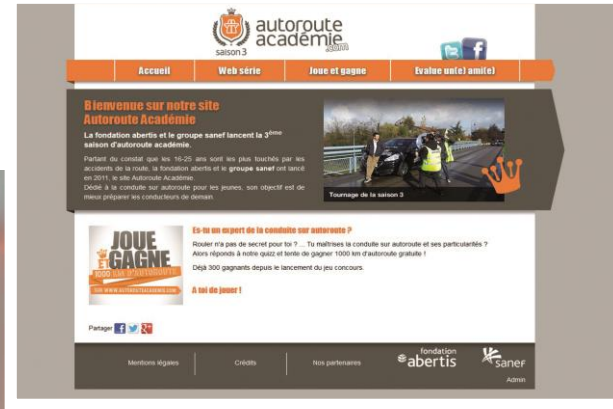 autoroute
académie
.com
saison 3
Accueil
Web série
Joue et gagne
Evalue un(e) ami(e)
Bienvenue sur notre site
Autoroute Académie
La fondation abertis et le groupe sanef lancent la 3ème
saison d'autoroute académie.
Partant du constat que les 16-25 ans sont les plus touchés par les
accidents de la route, la fondation abertis et le groupe sanef ont lancé
en 2011, le site Autoroute Académie.
Dédié à la conduite sur autoroute pour les jeunes, son objectif est de
mieux préparer les conducteurs de demain.
Tournage de la saison 3
JOUE
ET
GAGNE
1000 KM D'AUTOROUTE
SUR WWW.AUTOROUTEACADEMIE.COM
Es-tu un expert de la conduite sur autoroute ?
Rouler n'a pas de secret pour toi ? ... Tu maîtrises la conduite sur autoroute et ses particularités ?
Alors réponds à notre quizz et tente de gagner 1000 km d'autoroute gratuite !
Déjà 300 gagnants depuis le lancement du jeu concours.
A toi de jouer !
Partager
Mentions légales
Crédits
Nos partenaires
fondation
abertis
sanef
Admin